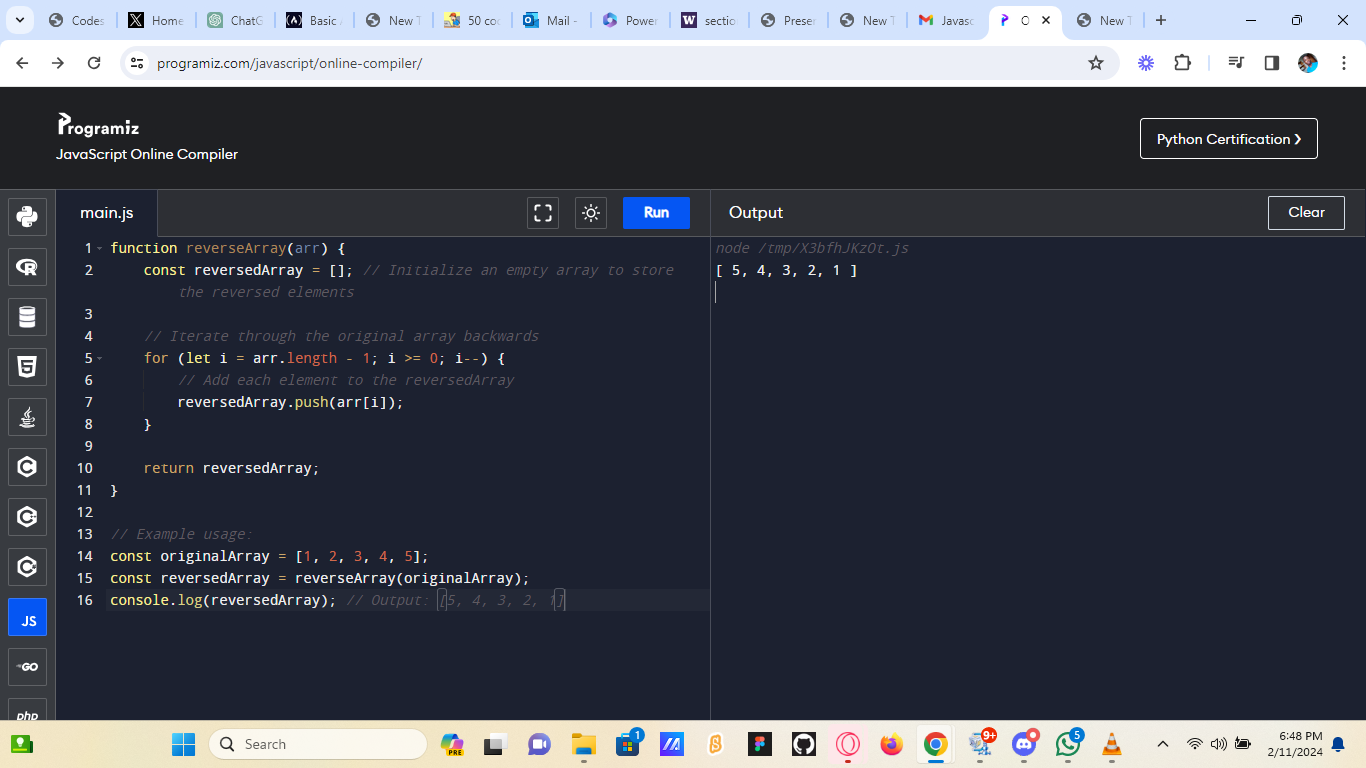 Codes
Home
ChatG
Basic
New T
50 co
Mail -
Power
sectio
Preser
New T
Javasc
O
New T
programiz.com/javascript/online-compiler/
Programiz
JavaScript Online Compiler
Python Certification ❯
main.js
Run
Output
Clear
1 function reverseArray(arr) {
2 const reversedArray = []; // Initialize an empty array to store
the reversed elements
3
4 // Iterate through the original array backwards
5 for (let i = arr.length - 1; i >= 0; i--) {
6 // Add each element to the reversedArray
7 reversedArray.push(arr[i]);
8 }
9
10 return reversedArray;
11 }
12
13 // Example usage:
14 const originalArray = [1, 2, 3, 4, 5];
15 const reversedArray = reverseArray(originalArray);
16 console.log(reversedArray); // Output: [5, 4, 3, 2, 1]
node /tmp/X3bfhJKzOt.js
[ 5, 4, 3, 2, 1 ]
JS
GO
php
Search
PRE
1
9+
5
6:48 PM
2/11/2024